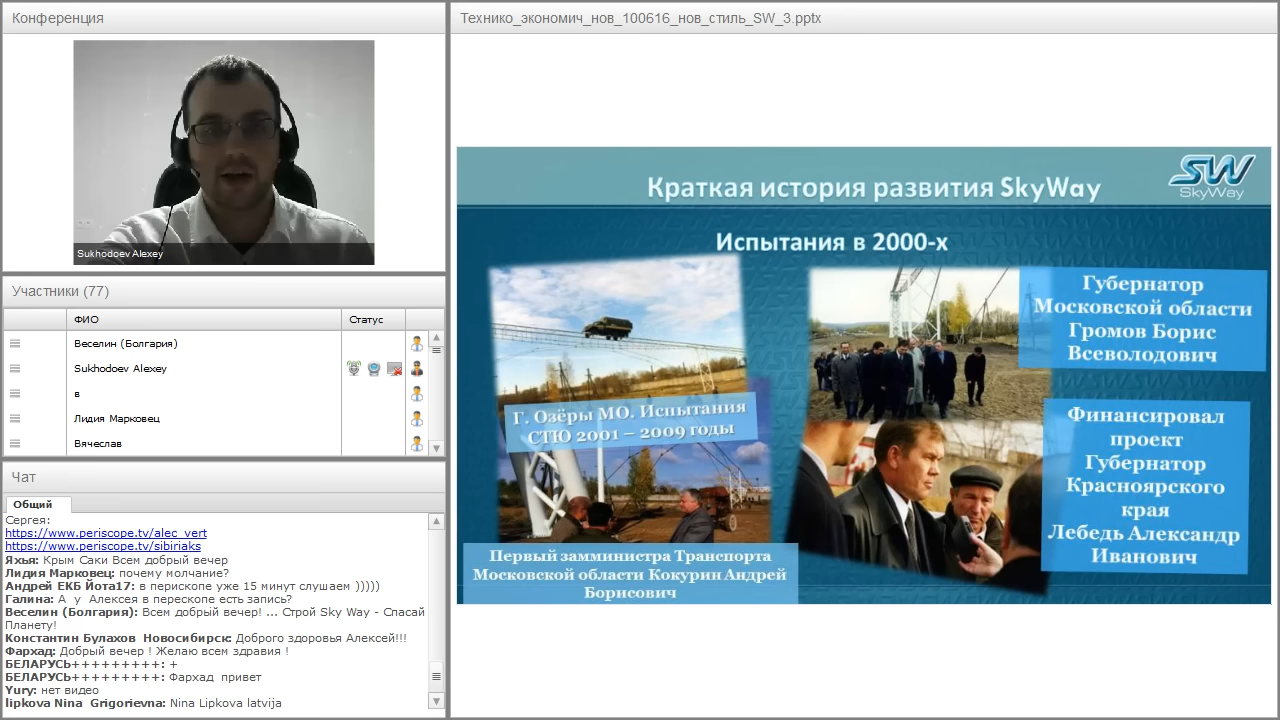 Конференция
Sukhodoev Alexey
Участники (77)
ФИО
Статус
Веселин (Болгария)
Sukhodoev Alexey
в
Лидия Марковец
Вячеслав
Чат
Общий
Сергея:
https://www.periscope.tv/alec_vert
https://www.periscope.tv/sibiriaks
Яхья: Крым Саки Всем добрый вечер
Лидия Марковец: почему молчание?
Андрей ЕКБ Йота17: в перископе уже 15 минут слушаем )))))
Галина: А у Алексея в перескопе есть запись?
Веселин (Болгария): Всем добрый вечер! ... Строй Sky Way - Спасай
Планету!
Константин Булахов Новосибирск: Доброго здоровья Алексей!!!
Фархад: Добрый вечер ! Желаю всем здравия !
БЕЛАРУСЬ+++++++++: +
БЕЛАРУСЬ+++++++++: Фархад привет
Yury: нет видео
lipkova Nina Grigorievna: Nina Lipkova latvija
Технико_экономич_нов_100616_нов_стиль_SW_3.pptx
Краткая история развития SkyWay
SW
SkyWay
Испытания в 2000-х
Г. Озёры МО. Испытания
СТЮ 2001 – 2009 годы
Первый замминистра Транспорта
Московской области Кокурин Андрей
Борисович
Губернатор
Московской области
Громов Борис
Всеволодович
Финансировал
проект
Губернатор
Красноярского
края
Лебедь Александр
Иванович